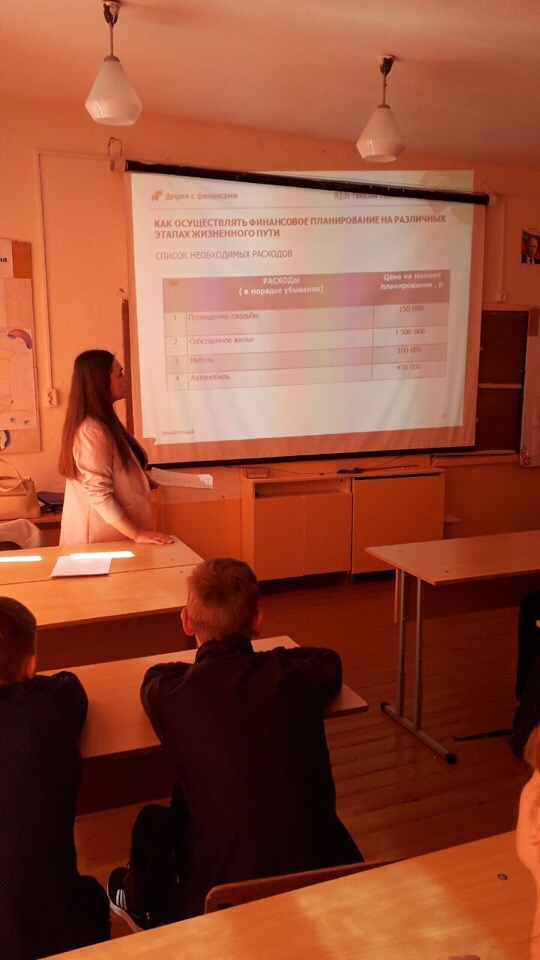 Дружи с финансами
КАК ОСУЩЕСТВЛЯТЬ ФИНАНСОВОЕ ПЛАНИРОВАНИЕ НА РАЗЛИЧНЫХ
ЭТАПАХ ЖИЗНЕННОГО ПУТИ
СПИСОК НЕОБХОДИМЫХ РАСХОДОВ
РАСХОДЫ
( в порядке убывания)
Цена на момент
планирования , р
1 Проведение свадьбы 150 000
2 Собственное жилье 1 500 000
3 Мебель 100 000
4 Автомобиль 450 000